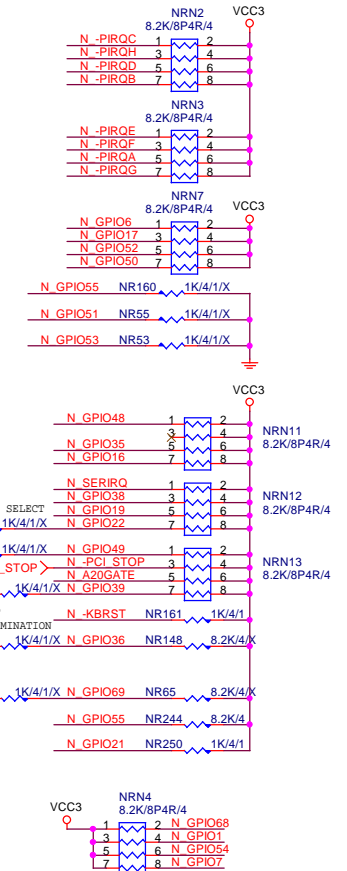 NRN2 VCC3
8.2K/8P4R/4
N_-PIRQC 1 2
N_-PIRQH 3 4
N_-PIRQD 5 6
N_-PIRQB 7 8
NRN3
8.2K/8P4R/4
N_-PIRQE 1 2
N_-PIRQF 3 4
N_-PIRQA 5 6
N_-PIRQG 7 8
NRN7
8.2K/8P4R/4 VCC3
N_GPIO6 1 2
N_GPIO17 3 4
N_GPIO52 5 6
N_GPIO50 7 8
N_GPIO55 NR160 1K/4/1/X
N_GPIO51 NR55 1K/4/1/X
N_GPIO53 NR53 1K/4/1/X
VCC3
N_GPIO48 1 2
3 4 NRN11
N_GPIO35 5 6 8.2K/8P4R/4
N_GPIO16 7 8
N_SERIRQ 1 2
N_GPIO38 3 4 NRN12
SELECT N_GPIO19 5 6 8.2K/8P4R/4
1K/4/1/X N_GPIO22 7 8
1K/4/1/X N_GPIO49 1 2
_STOP N_-PCI_STOP 3 4 NRN13
N_A20GATE 5 6 8.2K/8P4R/4
1K/4/1/X N_GPIO39 7 8
N_-KBRST NR161 1K/4/1
MINATION
1K/4/1/X N_GPIO36 NR148 8.2K/4/X
1K/4/1/X N_GPIO69 NR65 8.2K/4/X
N_GPIO55 NR244 8.2K/4
N_GPIO21 NR250 1K/4/1
NRN4
VCC3 8.2K/8P4R/4
1 2 N_GPIO68
3 4 N_GPIO1
5 6 N_GPIO54
7 8 N_GPIO7